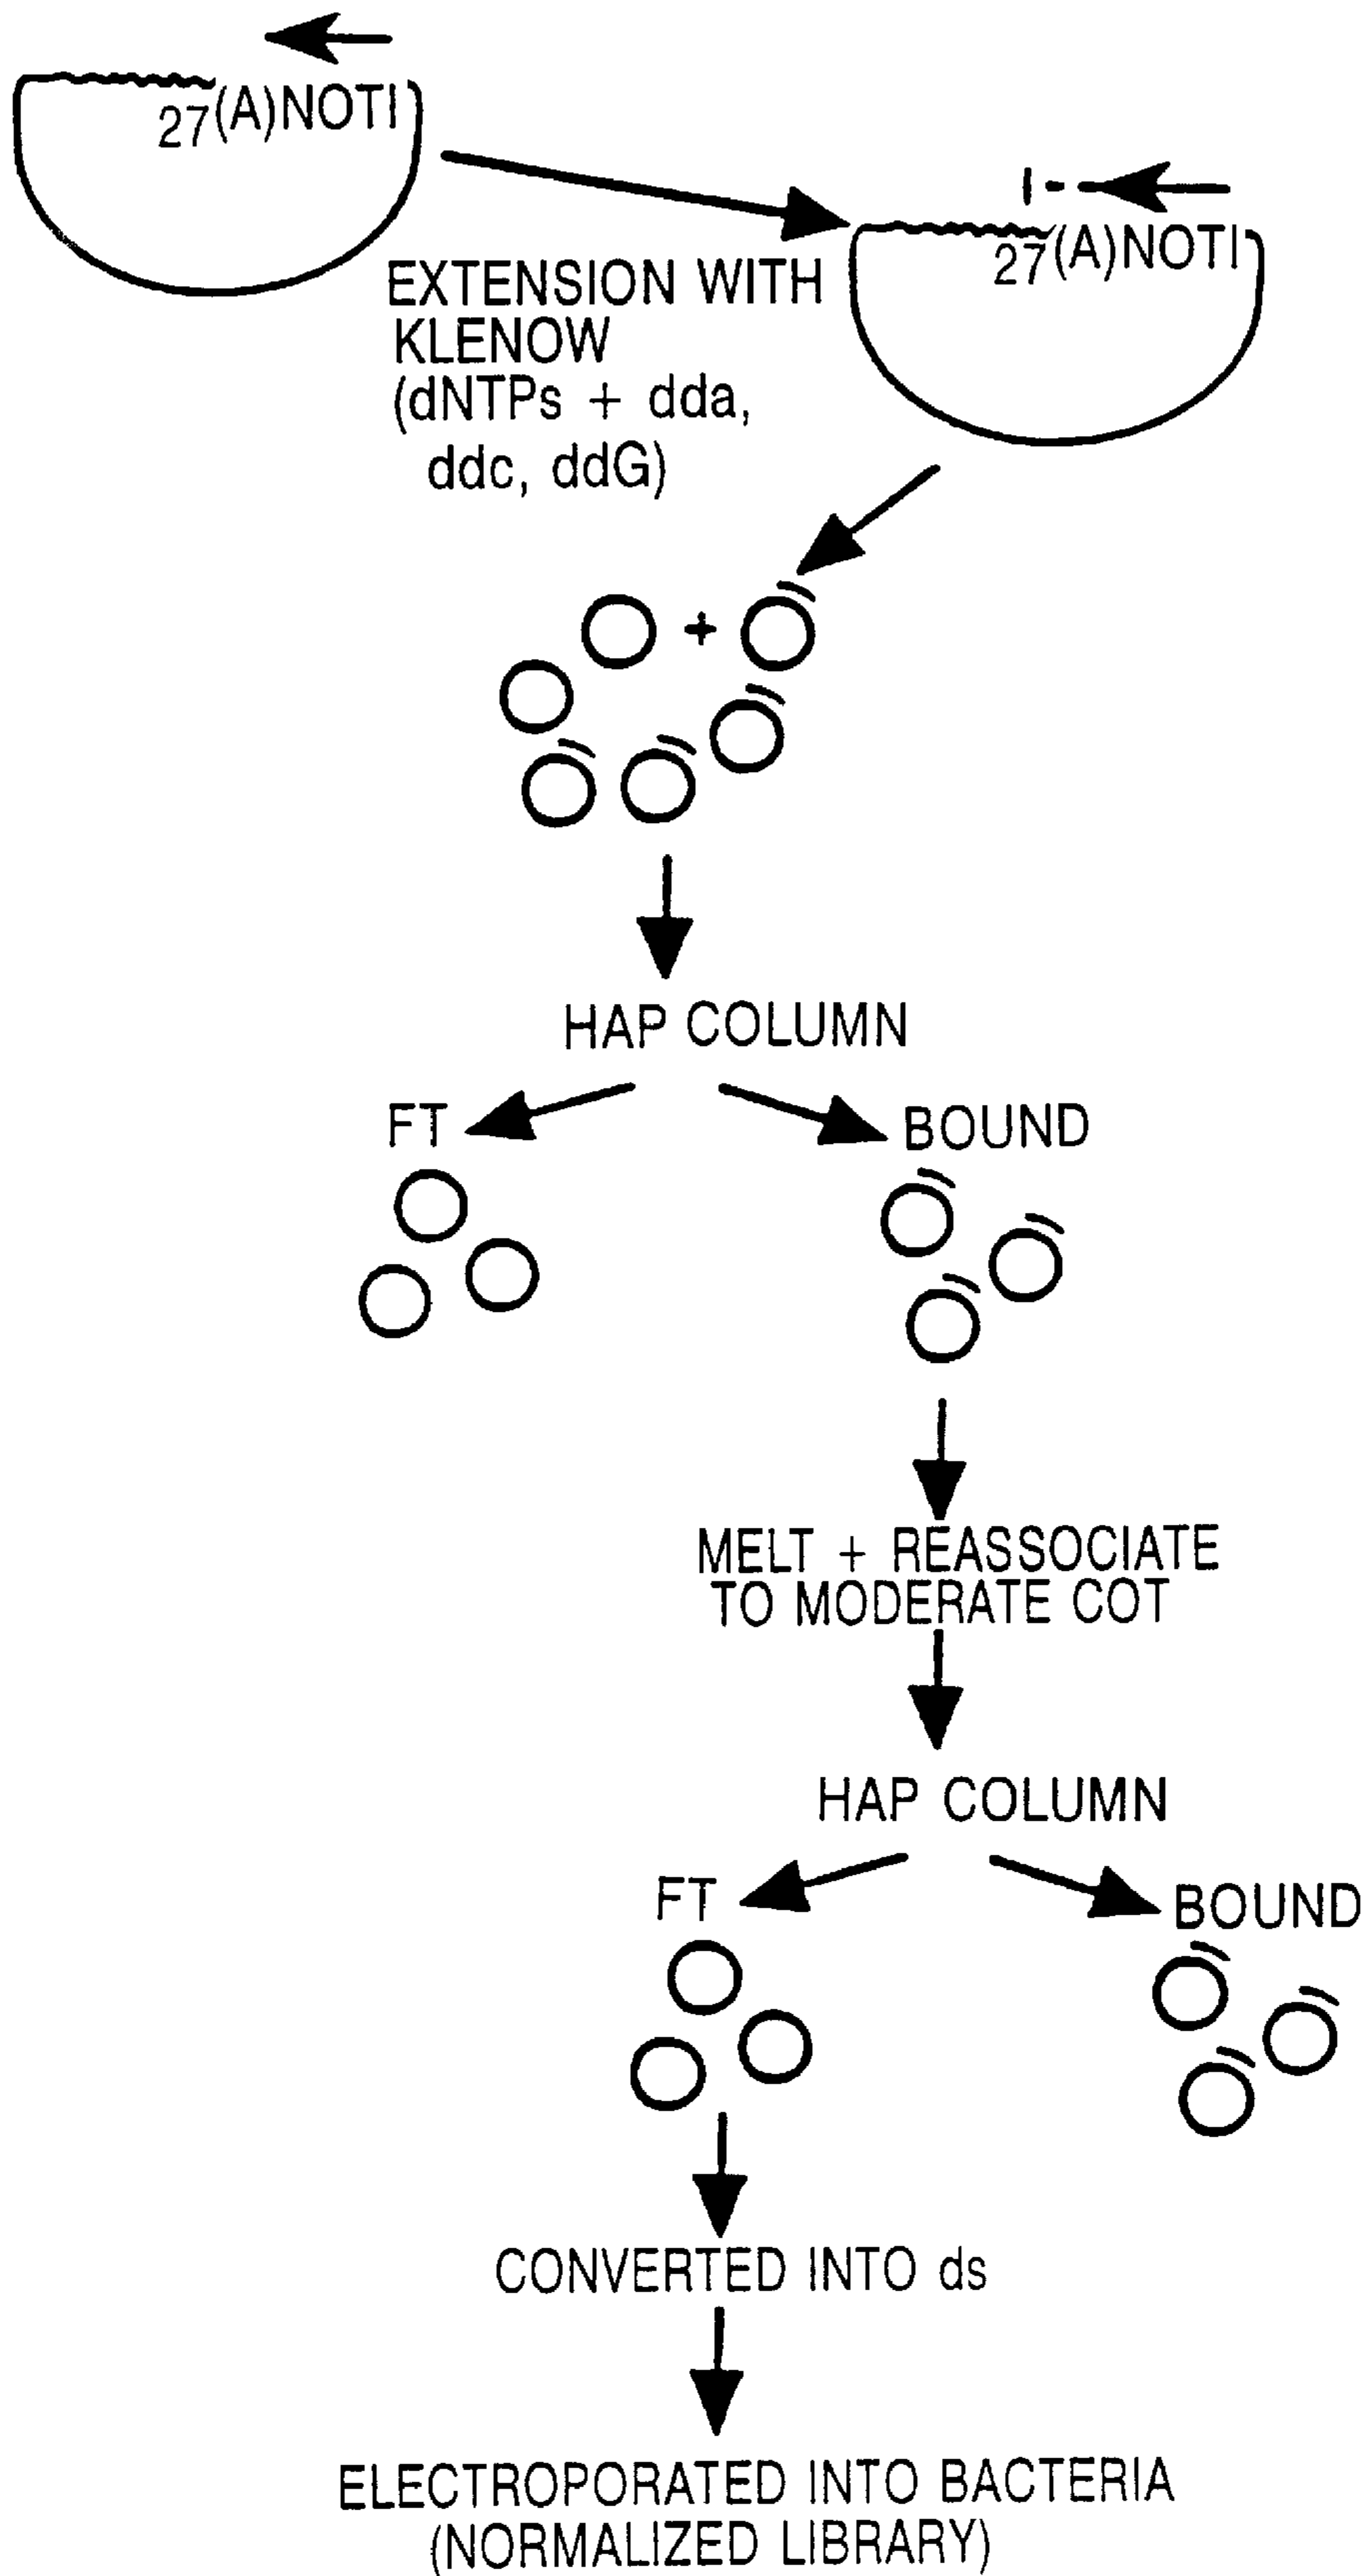 27(A)NOTI
27(A)NOTI
EXTENSION WITH
KLENOW
(dNTPs + dda,
ddc, ddG)
+
HAP COLUMN
FT
BOUND
MELT + REASSOCIATE
TO MODERATE COT
HAP COLUMN
FT
BOUND
CONVERTED INTO ds
ELECTROPORATED INTO BACTERIA
(NORMALIZED LIBRARY)